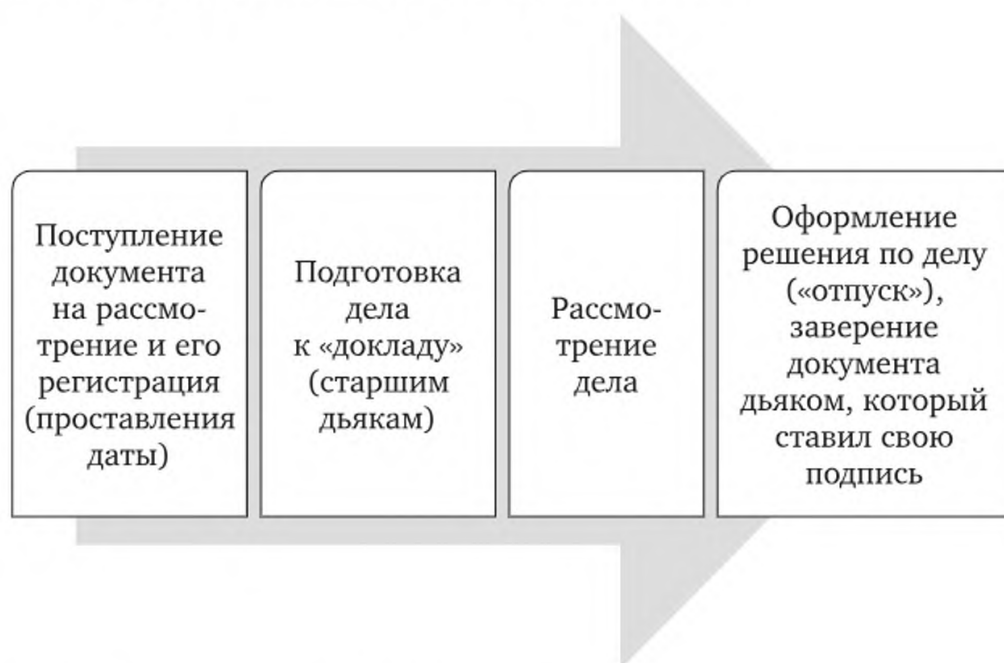 Поступление
документа
на рассмо-
трение и его
регистрация
(проставления
даты)
Подготовка
дела
к «докладу»
(старшим
дьякам)
Рассмо-
трение
дела
Оформление
решения по делу
(«отпуск»),
заверение
документа
дьяком, который
ставил свою
подпись